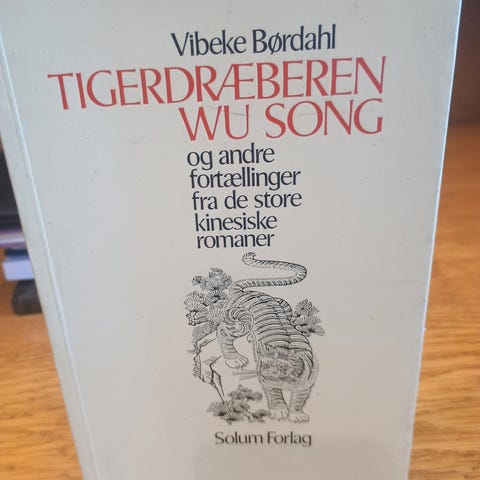 Vibeke Børdahl
TIGERDRÆBEREN
WU SONG
og andre
fortællinger
fra de store
kinesiske
romaner
Solum Forlag